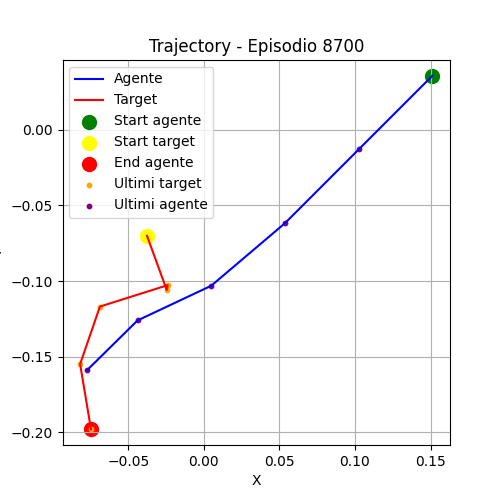 Trajectory - Episodio 8700
Agente
Target
Start agente
Start target
End agente
Ultimi target
Ultimi agente
0.00
−0.05
−0.10
−0.15
−0.20
−0.05
0.00
0.05
0.10
0.15
X